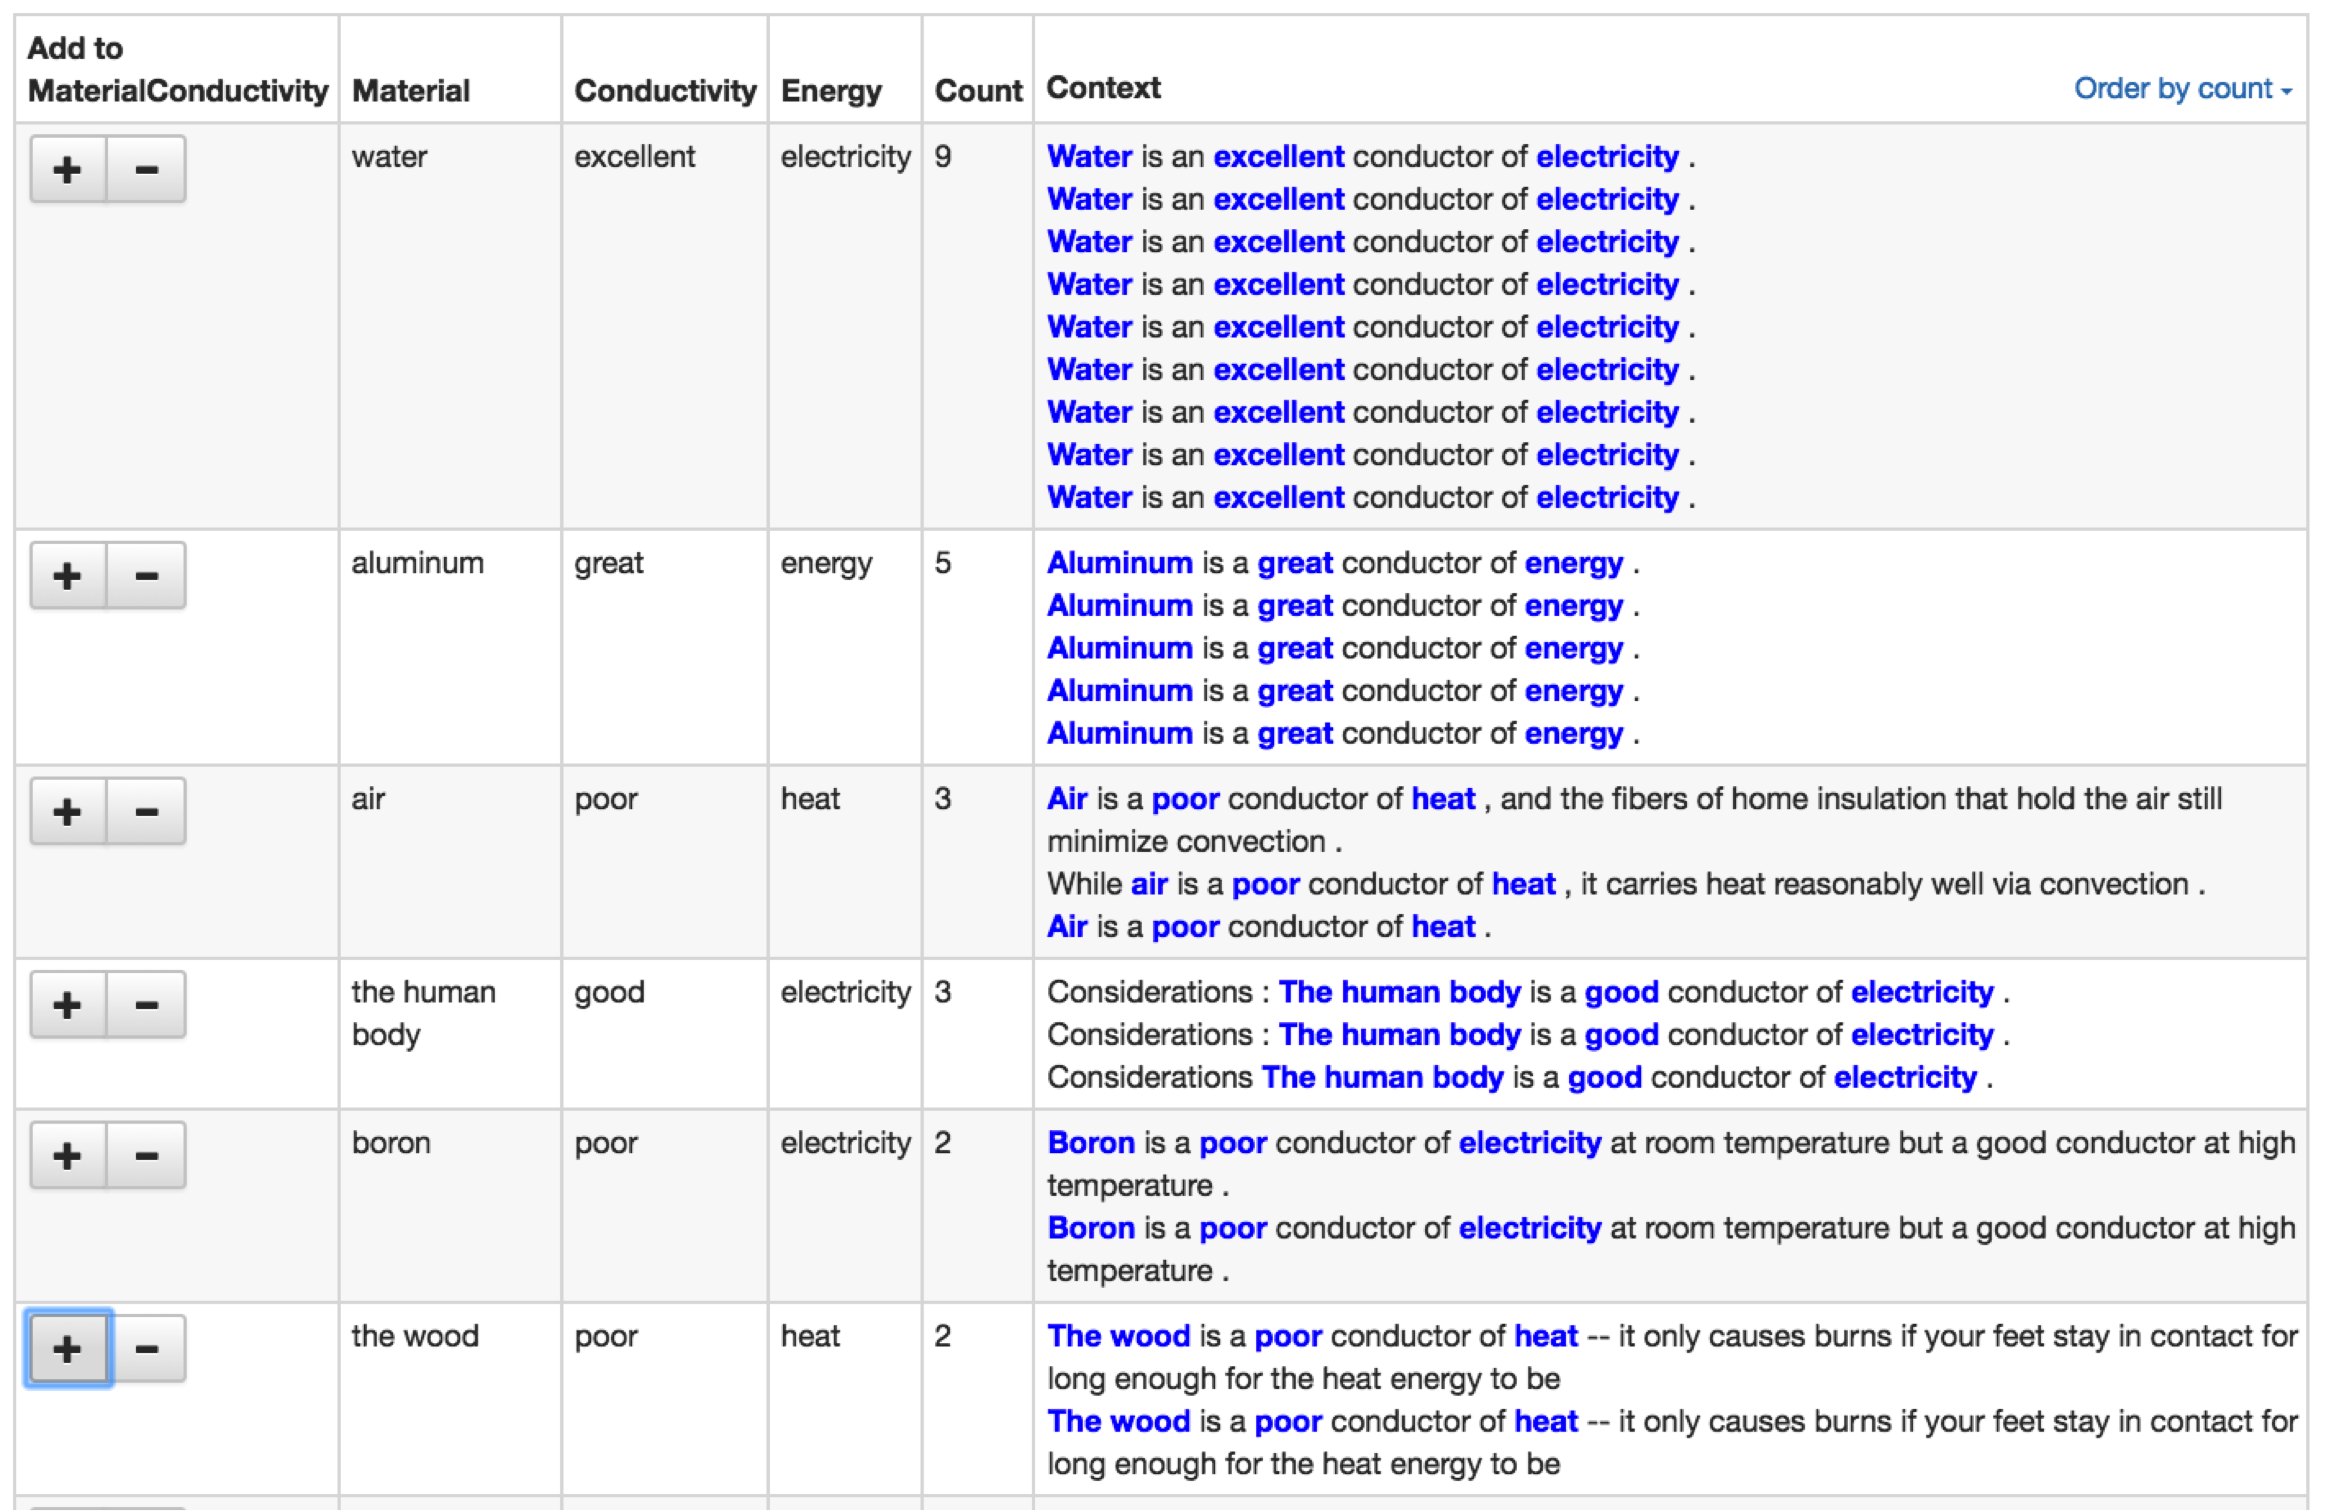 Add to
MaterialConductivity Material Conductivity Energy Count Context Order by count
+ − water excellent electricity 9 Water is an excellent conductor of electricity .
Water is an excellent conductor of electricity .
Water is an excellent conductor of electricity .
Water is an excellent conductor of electricity .
Water is an excellent conductor of electricity .
Water is an excellent conductor of electricity .
Water is an excellent conductor of electricity .
Water is an excellent conductor of electricity .
Water is an excellent conductor of electricity .
+ − aluminum great energy 5 Aluminum is a great conductor of energy .
Aluminum is a great conductor of energy .
Aluminum is a great conductor of energy .
Aluminum is a great conductor of energy .
Aluminum is a great conductor of energy .
+ − air poor heat 3 Air is a poor conductor of heat , and the fibers of home insulation that hold the air still
minimize convection .
While air is a poor conductor of heat , it carries heat reasonably well via convection .
Air is a poor conductor of heat .
+ − the human good electricity 3 Considerations : The human body is a good conductor of electricity .
body Considerations : The human body is a good conductor of electricity .
Considerations The human body is a good conductor of electricity .
+ − boron poor electricity 2 Boron is a poor conductor of electricity at room temperature but a good conductor at high
temperature .
Boron is a poor conductor of electricity at room temperature but a good conductor at high
temperature .
+ − the wood poor heat 2 The wood is a poor conductor of heat -- it only causes burns if your feet stay in contact for
long enough for the heat energy to be
The wood is a poor conductor of heat -- it only causes burns if your feet stay in contact for
long enough for the heat energy to be